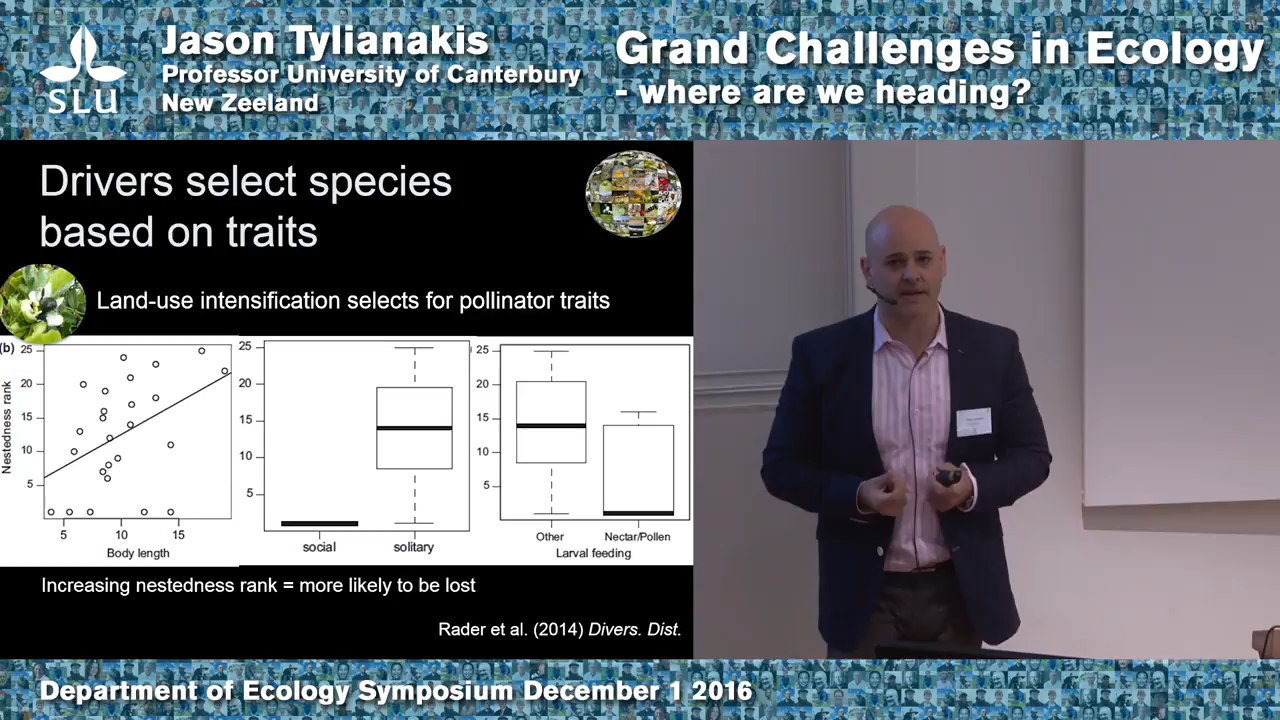 slu
Jason Tylianakis
Professor University of Canterbury
New Zeeland
Grand Challenges in Ecology
- where are we heading?
Drivers select species
based on traits
Land-use intensification selects for pollinator traits
(b)
Nestedness rank
25
20
15
10
5
5 10 15
Body length
25
20
15
10
5
social solitary
25
20
15
10
5
Other Nectar/Pollen
Larval feeding
Increasing nestedness rank = more likely to be lost
Rader et al. (2014) Divers. Dist.
Department of Ecology Symposium December 1 2016